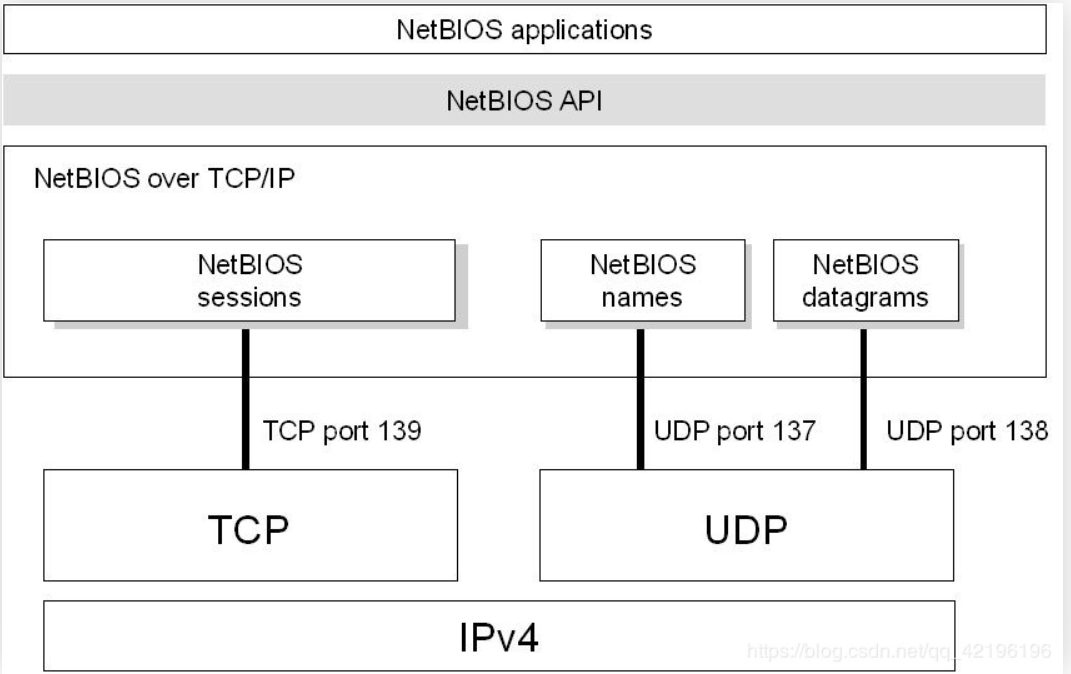 NetBIOS applications
NetBIOS API
NetBIOS over TCP/IP
NetBIOS
sessions
NetBIOS
names
NetBIOS
datagrams
TCP port 139
UDP port 137
UDP port 138
TCP
UDP
IPv4
https://blog.csdn.net/qq_42196196